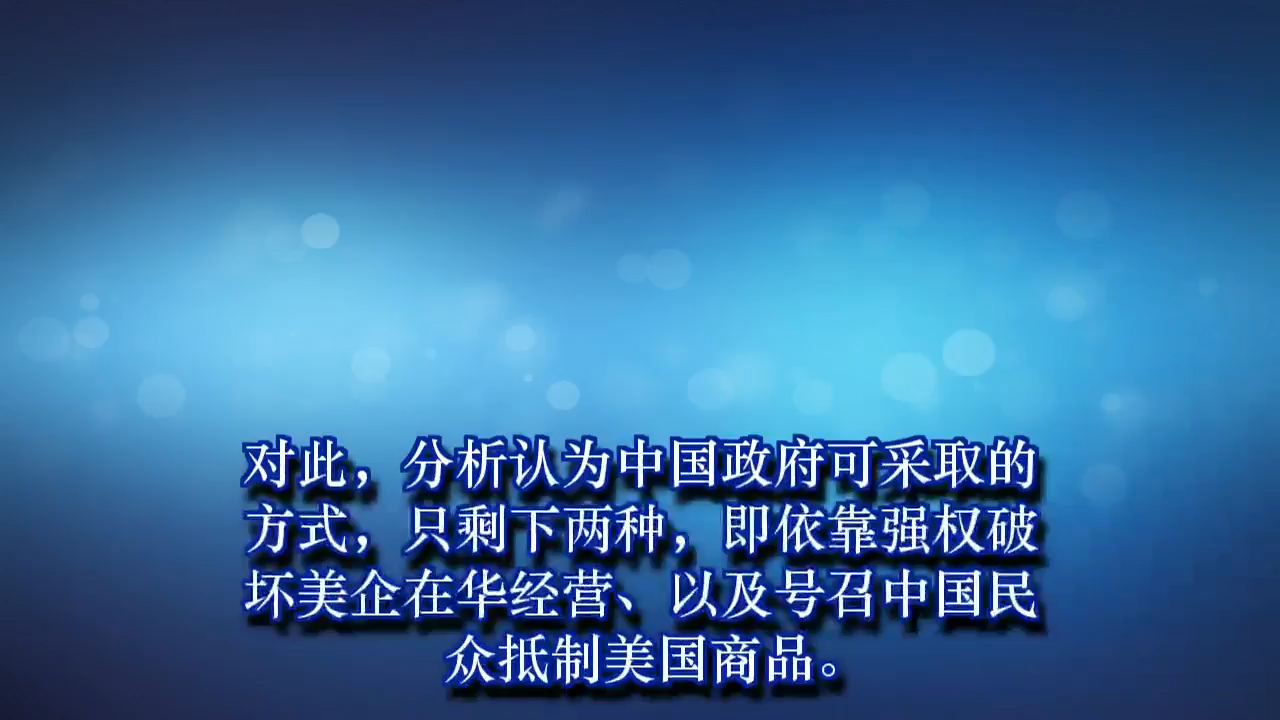 对此，分析认为中国政府可采取的
方式，只剩下两种，即依靠强权破
坏美企在华经营、以及号召中国民
众抵制美国商品。